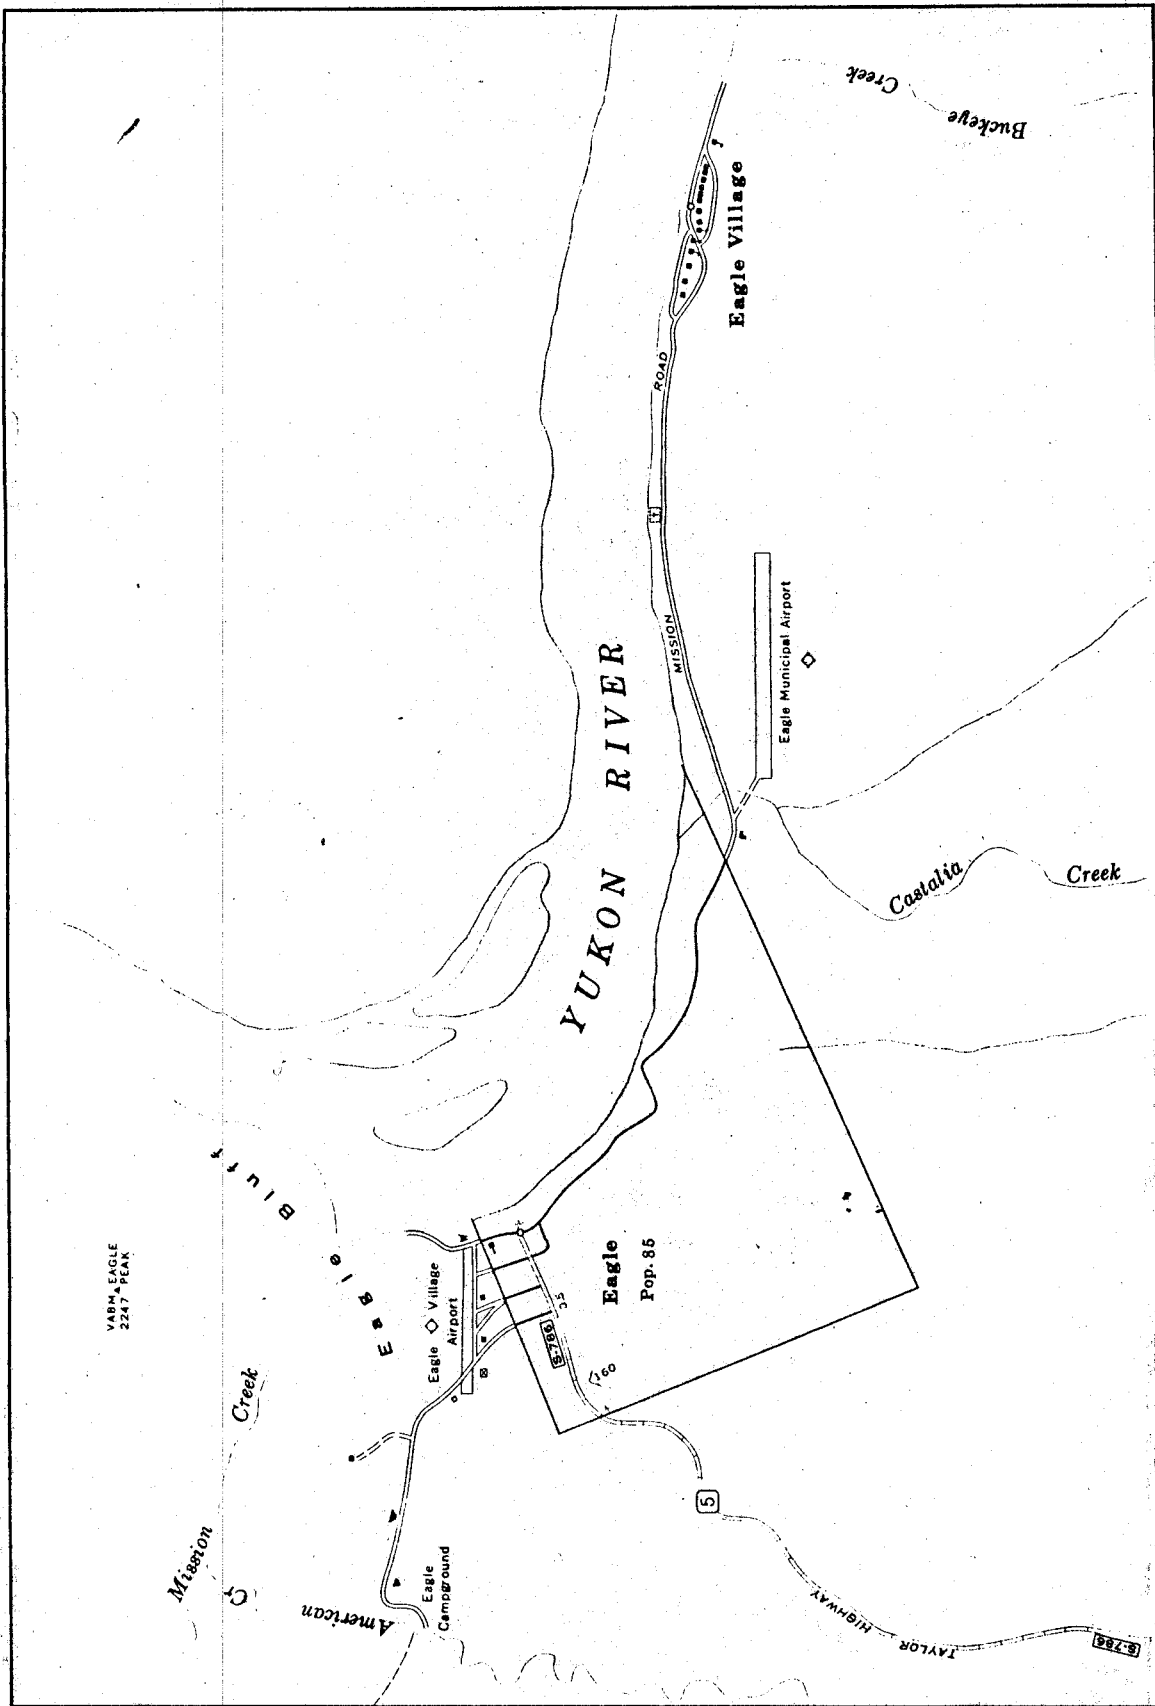 Creek
Buckeye
Eagle Village
ROAD
MISSION
Eagle Municipal Airport
YUKON RIVER
Castalia
Creek
Eagle Bluff
VABM EAGLE
2247 PEAK
Eagle Village
Airport
Eagle
Pop. 85
S-786
35
160
Creek
Mission
American
Cr
Eagle
Campground
5
TAYLOR HIGHWAY
S-786